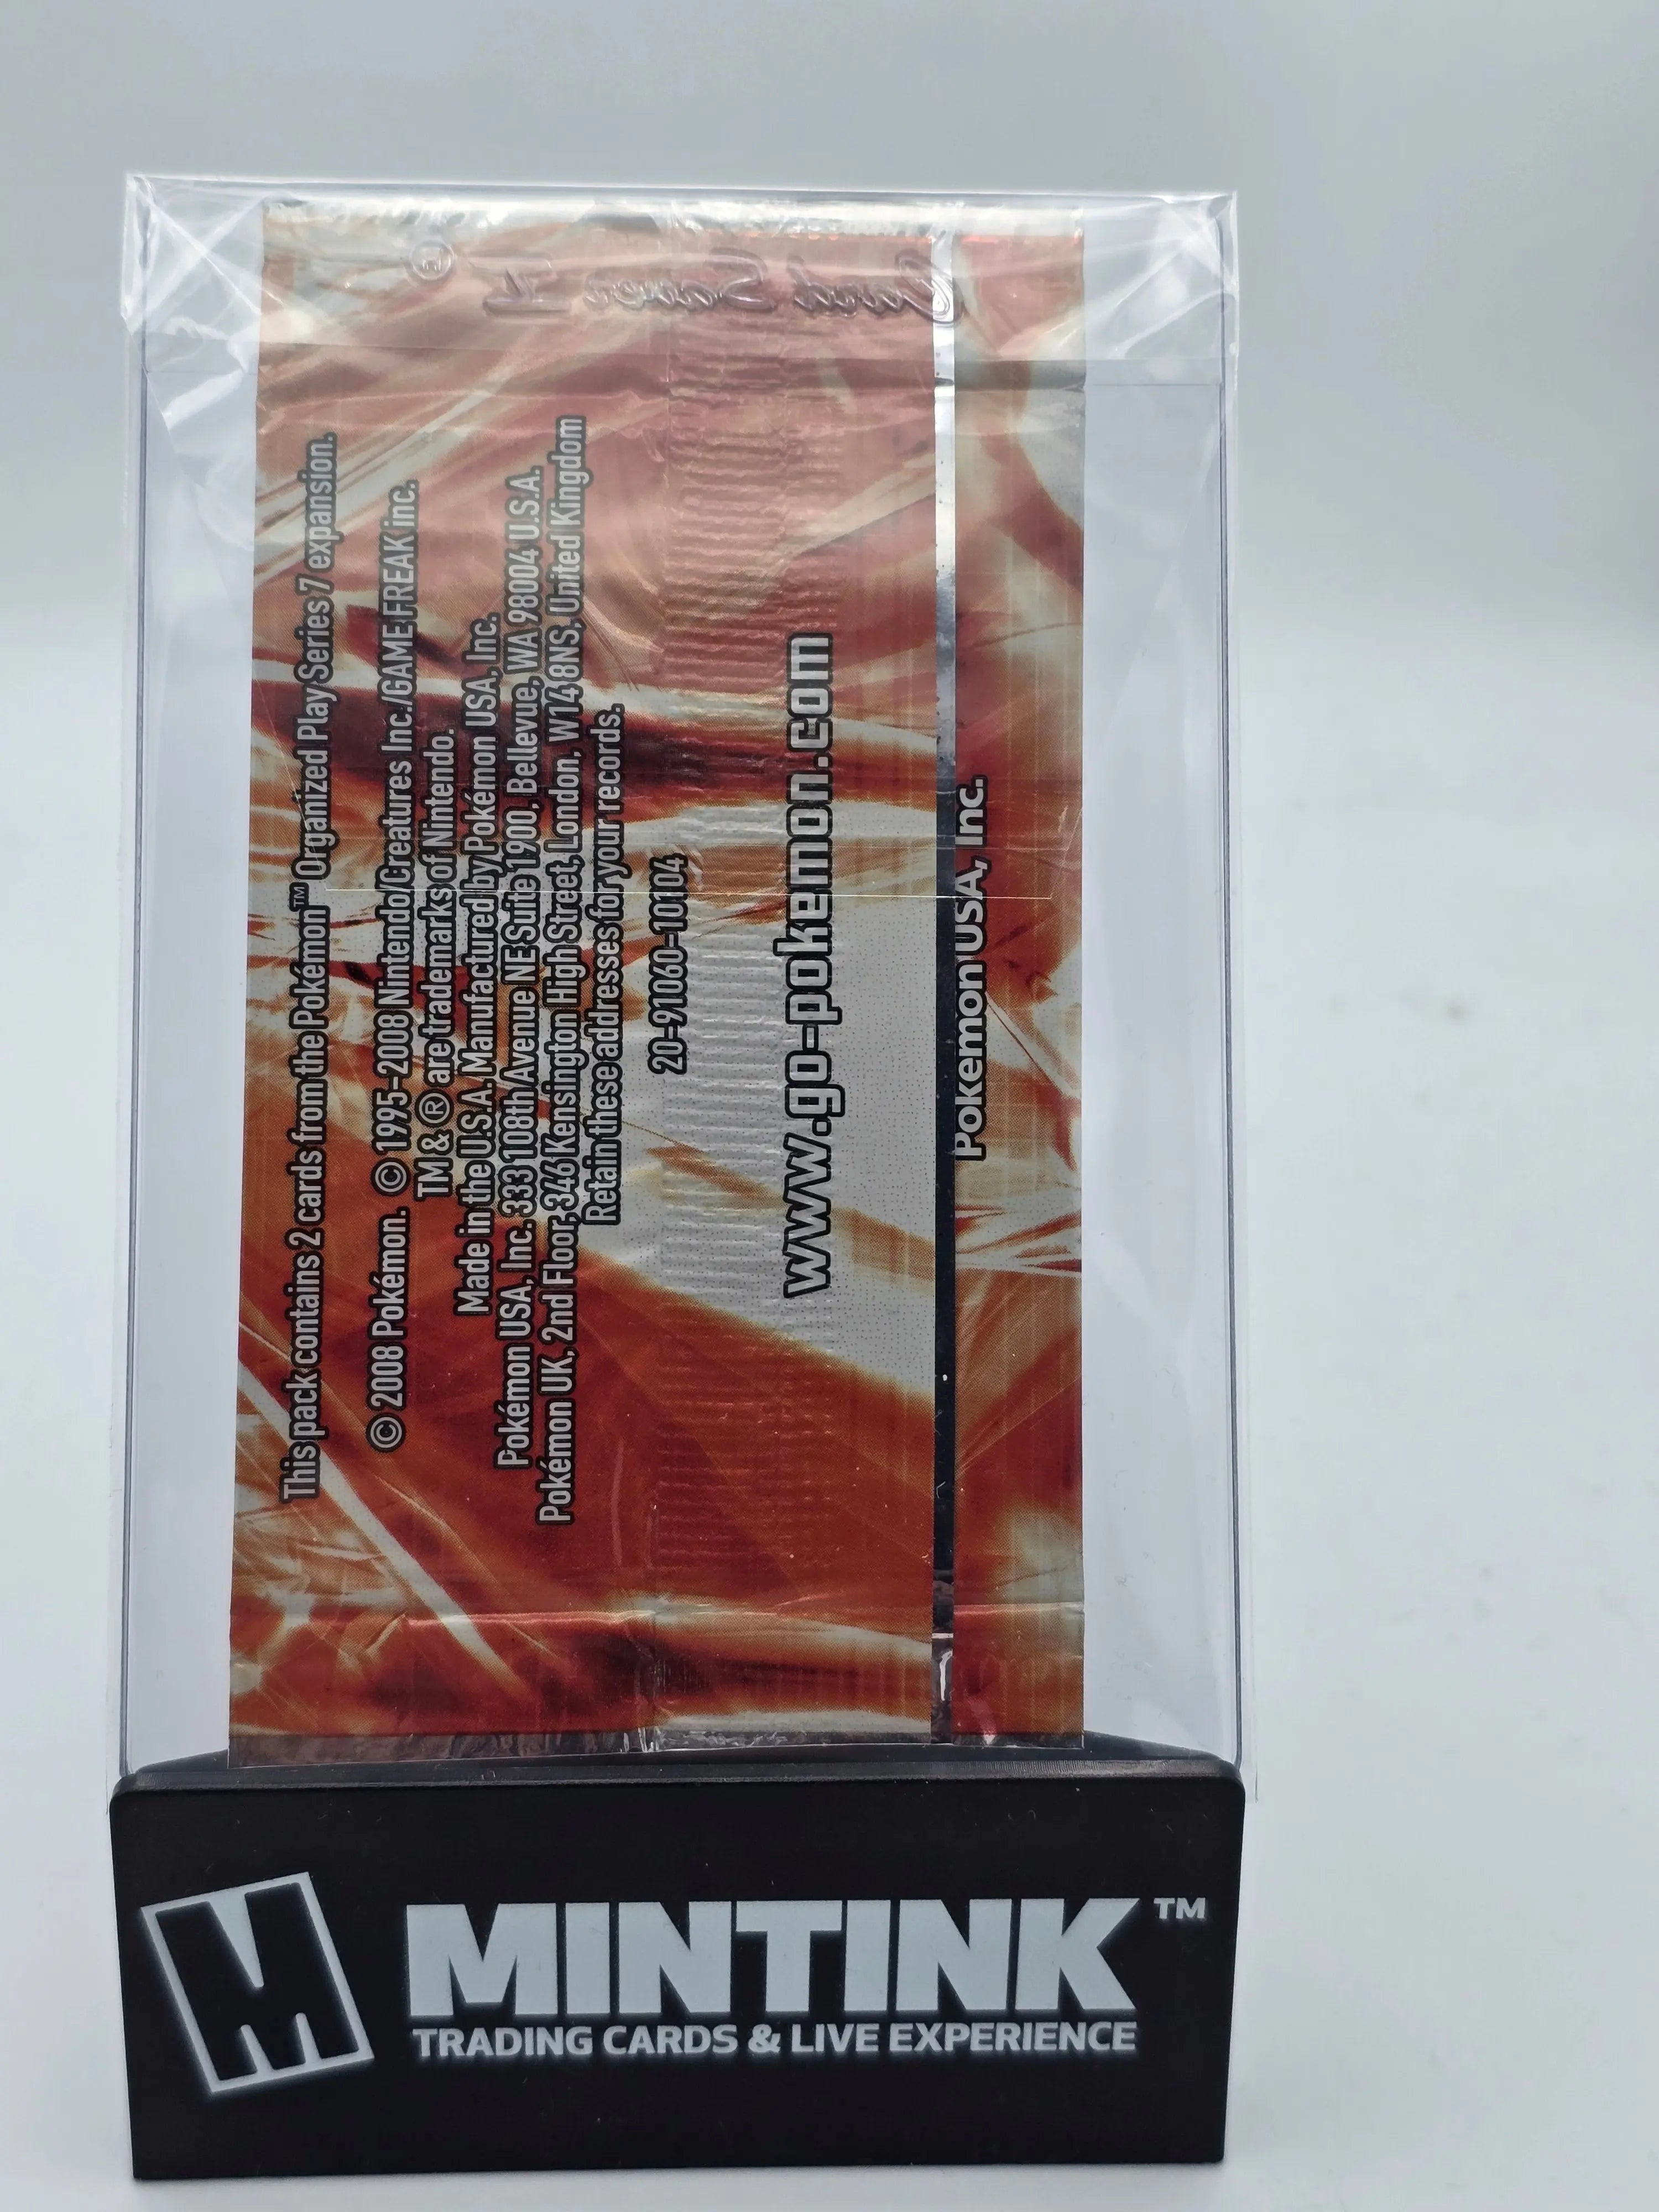 Card Saver II
®
This pack contains 2 cards from the Pokémon™ Organized Play Series 7 expansion.
© 2008 Pokémon. © 1995-2008 Nintendo/Creatures Inc./GAME FREAK inc.
TM & ® are trademarks of Nintendo.
Made in the U.S.A. Manufactured by Pokémon USA, Inc.
Pokémon USA, Inc. 333 108th Avenue NE Suite 1900, Bellevue, WA 98004 U.S.A.
Pokémon UK, 2nd Floor, 346 Kensington High Street, London, W14 8NS, United Kingdom
Retain these addresses for your records.
20-91060-10104
www.go-pokemon.com
Pokémon USA, Inc.
M MINTINK™
TRADING CARDS & LIVE EXPERIENCE